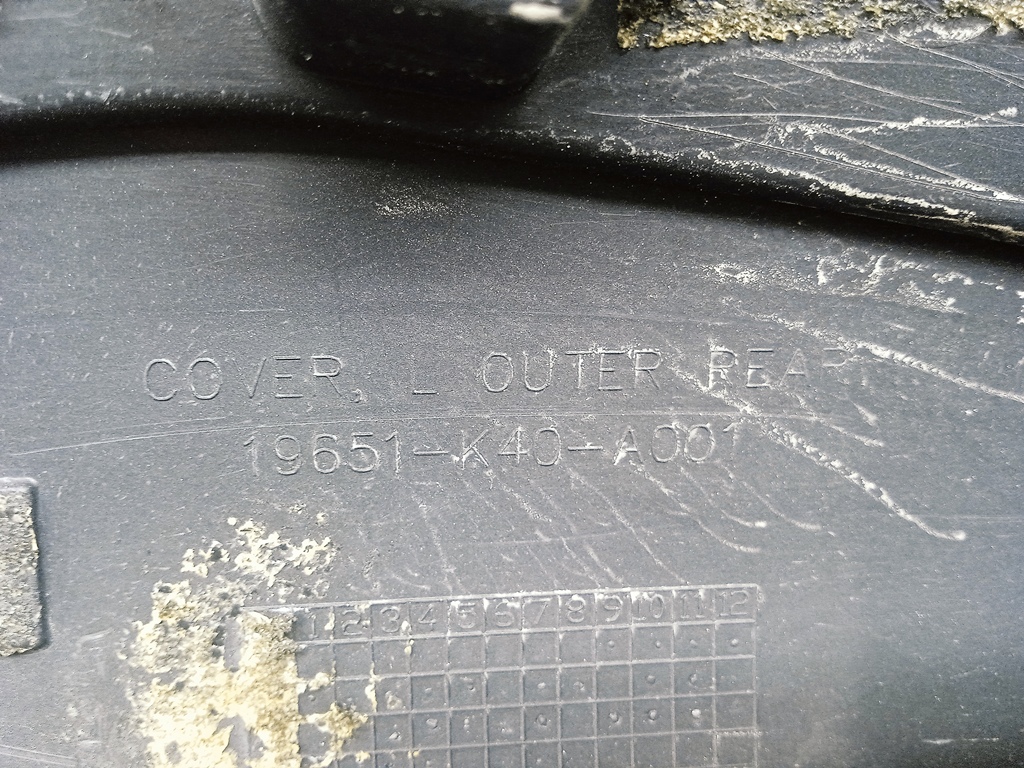 COVER, L OUTER REAR
19651-K40-A001
1 2 3 4 5 6 7 8 9 10 11 12